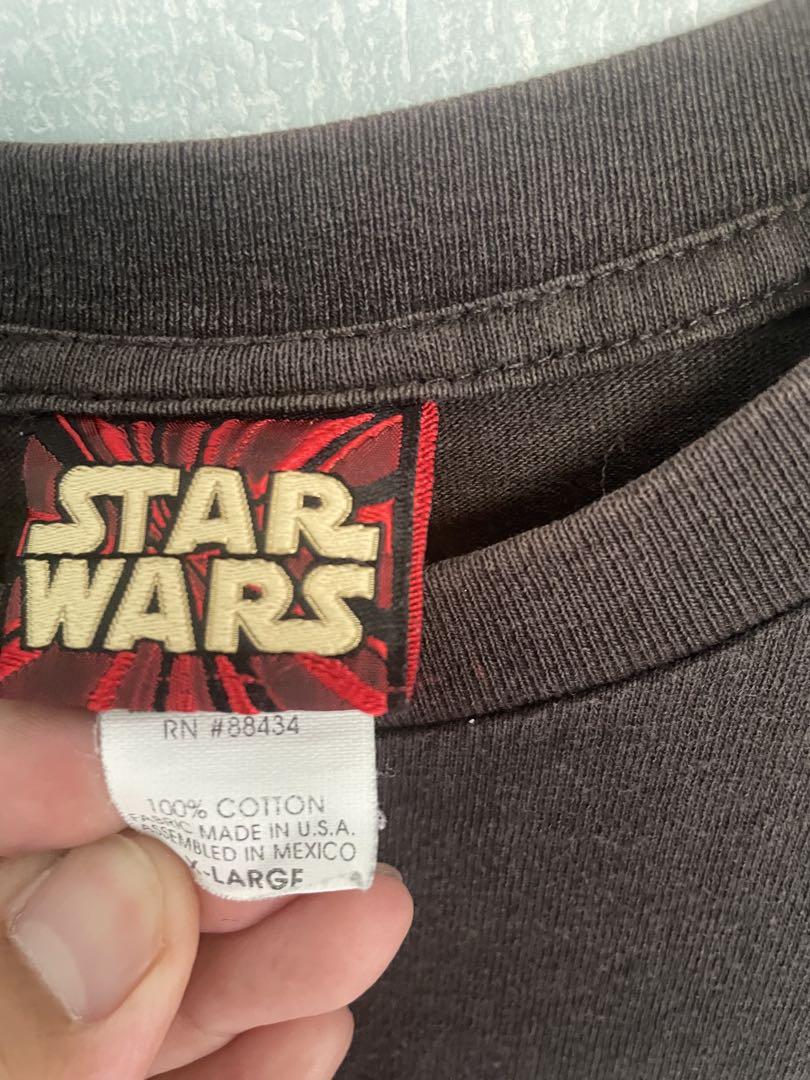 STAR
WARS
RN #88434
100% COTTON
FABRIC MADE IN U.S.A.
ASSEMBLED IN MEXICO
X-LARGE